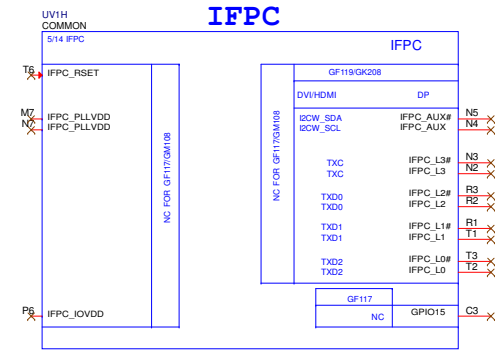 IFPC
UV1H
COMMON
5/14 IFPC
IFPC
T6 IFPC_RSET
GF119/GK208
DVI/HDMI DP
M7 IFPC_PLLVDD
N7 IFPC_PLLVDD
NC FOR GF117/GM108
NC FOR GF117/GM108
I2CW_SDA IFPC_AUX# N5
I2CW_SCL IFPC_AUX N4
TXC IFPC_L3# N3
TXC IFPC_L3 N2
TXD0 IFPC_L2# R3
TXD0 IFPC_L2 R2
TXD1 IFPC_L1# R1
TXD1 IFPC_L1 T1
TXD2 IFPC_L0# T3
TXD2 IFPC_L0 T2
GF117
P6 IFPC_IOVDD
NC GPIO15 C3